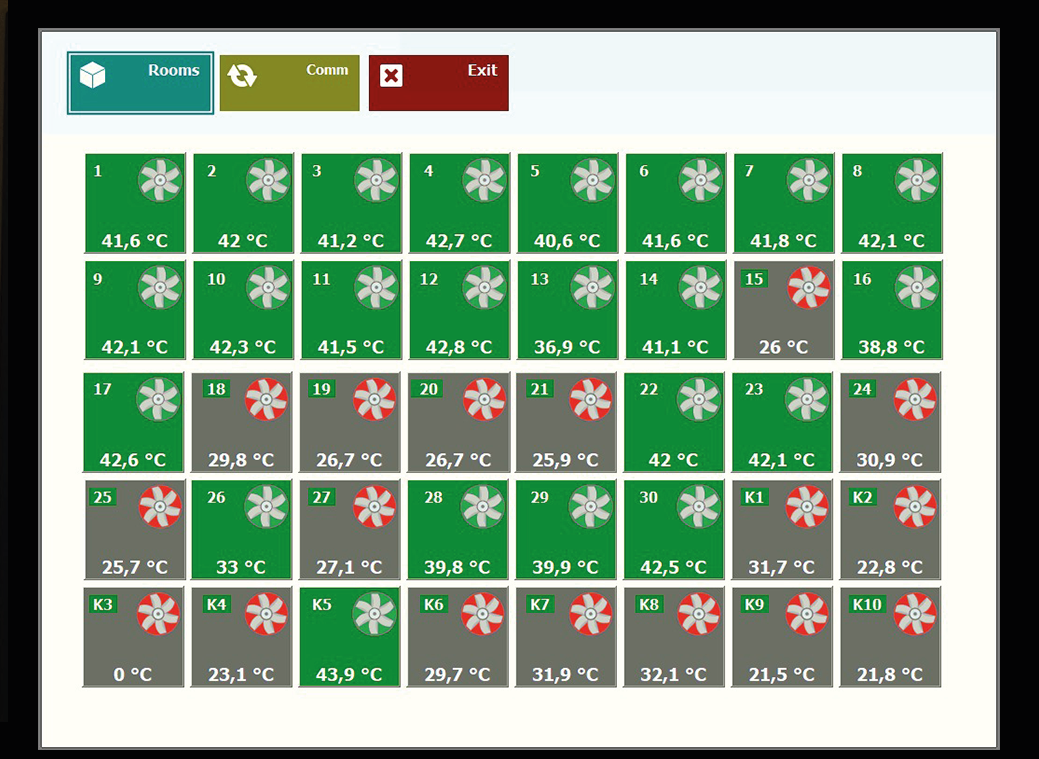 Rooms Comm Exit
1 2 3 4 5 6 7 8
41,6 °C 42 °C 41,2 °C 42,7 °C 40,6 °C 41,6 °C 41,8 °C 42,1 °C
9 10 11 12 13 14 15 16
42,1 °C 42,3 °C 41,5 °C 42,8 °C 36,9 °C 41,1 °C 26 °C 38,8 °C
17 18 19 20 21 22 23 24
42,6 °C 29,8 °C 26,7 °C 26,7 °C 25,9 °C 42 °C 42,1 °C 30,9 °C
25 26 27 28 29 30 K1 K2
25,7 °C 33 °C 27,1 °C 39,8 °C 39,9 °C 42,5 °C 31,7 °C 22,8 °C
K3 K4 K5 K6 K7 K8 K9 K10
0 °C 23,1 °C 43,9 °C 29,7 °C 31,9 °C 32,1 °C 21,5 °C 21,8 °C